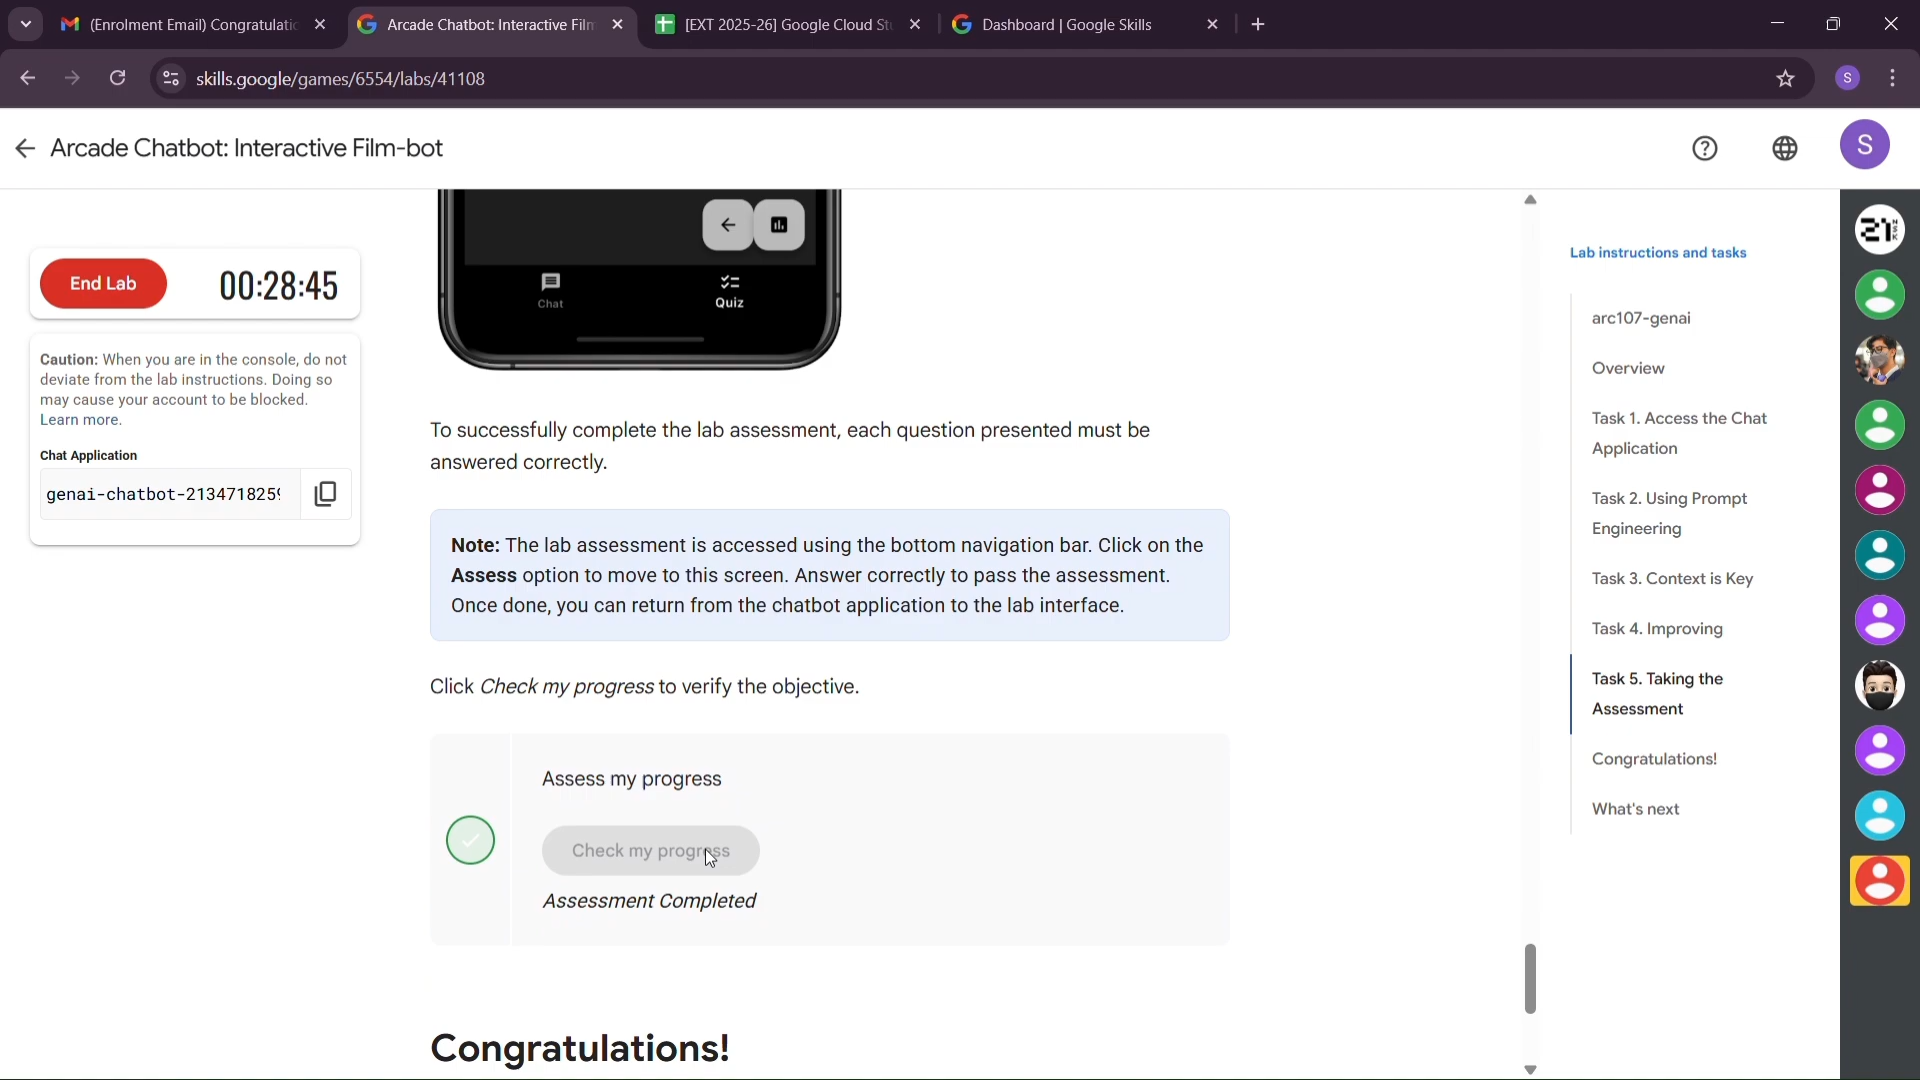 (Enrolment Email) Congratulatic
Arcade Chatbot: Interactive Film
[EXT 2025-26] Google Cloud Stu
Dashboard | Google Skills
skills.google/games/6554/labs/41108
S
Arcade Chatbot: Interactive Film-bot
S
End Lab
00:28:45
Caution: When you are in the console, do not
deviate from the lab instructions. Doing so
may cause your account to be blocked.
Learn more.
Chat Application
genai-chatbot-2134718259
Chat
Quiz
To successfully complete the lab assessment, each question presented must be
answered correctly.
Note: The lab assessment is accessed using the bottom navigation bar. Click on the
Assess option to move to this screen. Answer correctly to pass the assessment.
Once done, you can return from the chatbot application to the lab interface.
Click Check my progress to verify the objective.
Assess my progress
Check my progress
Assessment Completed
Congratulations!
Lab instructions and tasks
arc107-genai
Overview
Task 1. Access the Chat
Application
Task 2. Using Prompt
Engineering
Task 3. Context is Key
Task 4. Improving
Task 5. Taking the
Assessment
Congratulations!
What's next